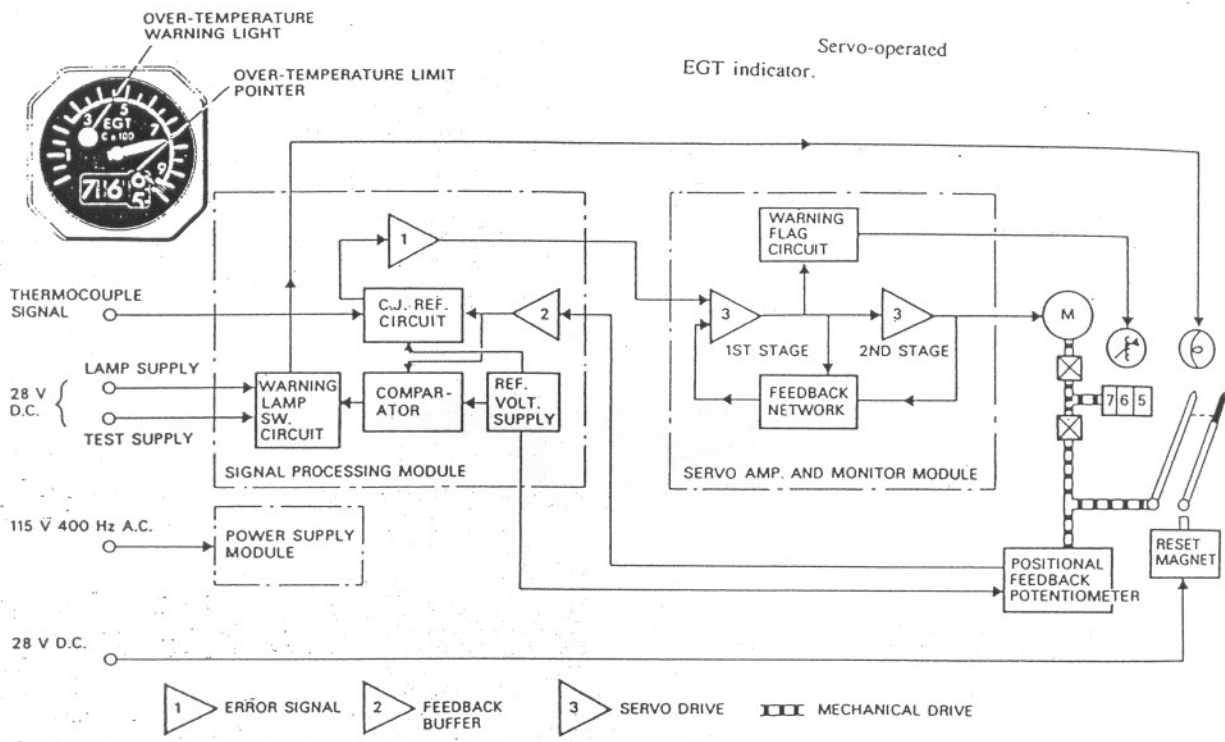 OVER-TEMPERATURE
WARNING LIGHT
Servo-operated
EGT indicator.
OVER-TEMPERATURE LIMIT
POINTER
1
3
5
7
9
EGT
C x 100
7 6
6
5
WARNING
FLAG
CIRCUIT
1
THERMOCOUPLE
SIGNAL
C.J. REF.
CIRCUIT
2
3
3
M
1ST STAGE
2ND STAGE
LAMP SUPPLY
28 V
D.C.
TEST SUPPLY
WARNING
LAMP
SW.
CIRCUIT
COMPAR-
ATOR
REF.
VOLT.
SUPPLY
FEEDBACK
NETWORK
7 6 5
SIGNAL PROCESSING MODULE
SERVO AMP. AND MONITOR MODULE
115 V 400 Hz A.C.
POWER SUPPLY
MODULE
POSITIONAL
FEEDBACK
POTENTIOMETER
RESET
MAGNET
28 V D.C.
1 ERROR SIGNAL
2 FEEDBACK
BUFFER
3 SERVO DRIVE
MECHANICAL DRIVE